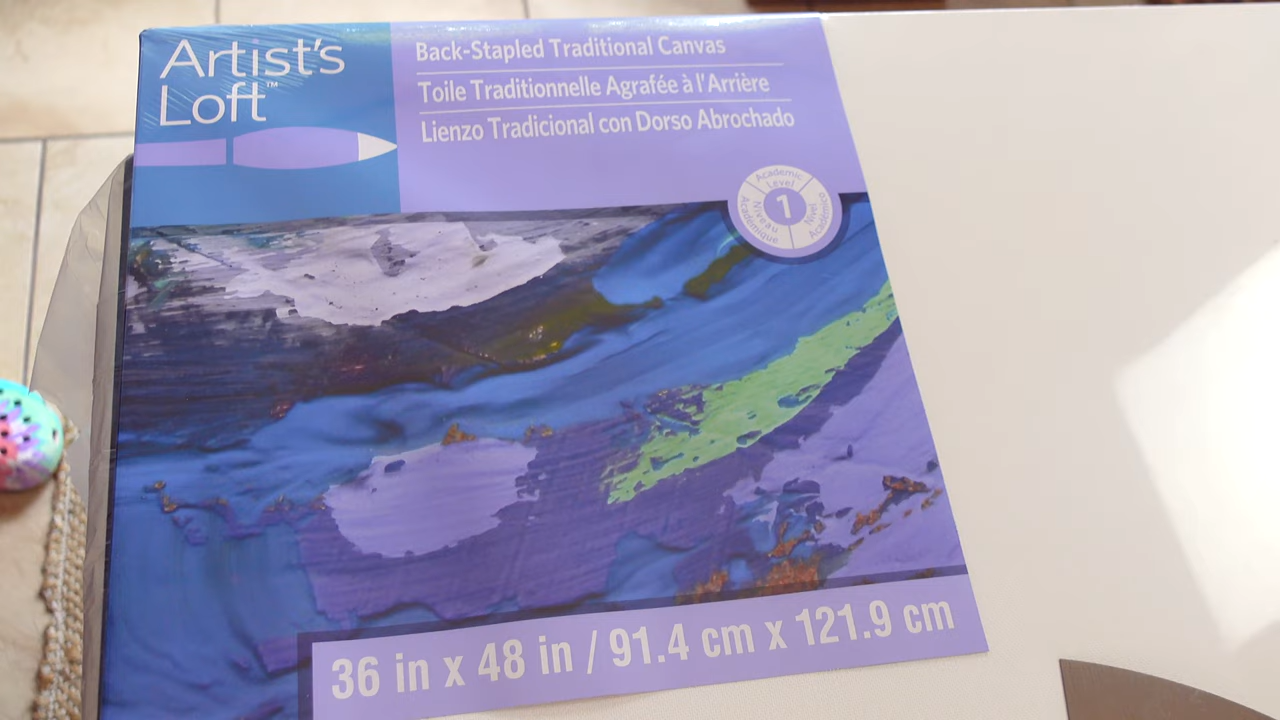 Artist's
Loft™
Back-Stapled Traditional Canvas
Toile Traditionnelle Agrafée à l'Arrière
Lienzo Tradicional con Dorso Abrochado
Academic
Level
1
Niveau
Académique
Nivel
Académico
36 in x 48 in / 91.4 cm x 121.9 cm